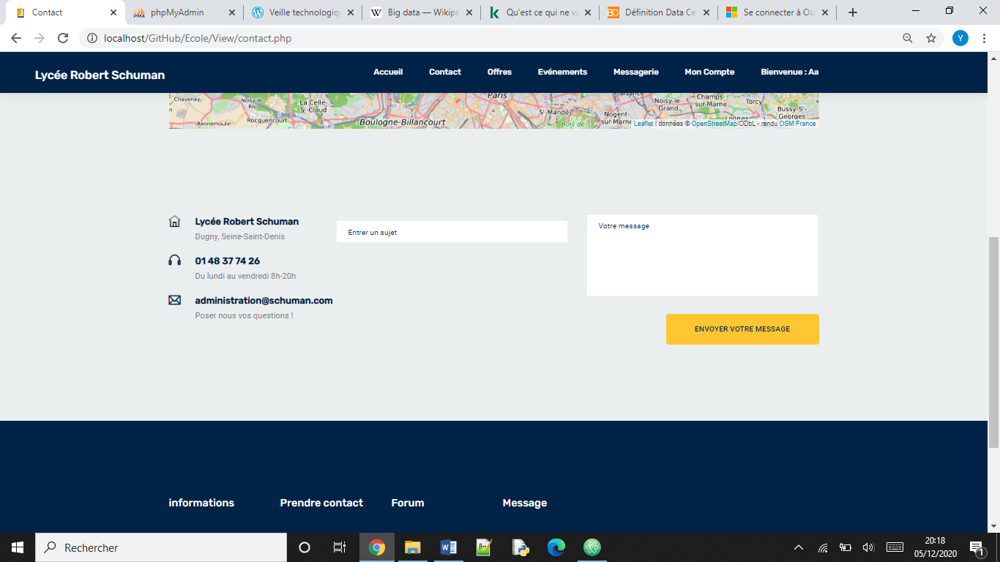 Contact
phpMyAdmin
Veille technologiqu
Big data — Wikipé
Qu'est ce qui ne va
Définition Data Ce
Se connecter à Ou
localhost/GitHub/Ecole/View/contact.php
Y
Lycée Robert Schuman
Accueil
Contact
Offres
Evénements
Messagerie
Mon Compte
Bienvenue : Aa
Chavenay
Noisy-le-Roi
La Celle-St-Cloud
Rocquencourt
Rennemoulin
Boulogne-Billancourt
Paris
St-Mandé
Bois de
Plaisance
Nogent-sur-Marne
Noisy-le-Grand
Champs-sur-Marne
Torcy
Lognes
Bussy-St-Georges
Leaflet | données © OpenStreetMap/ODbL - rendu OSM France
Lycée Robert Schuman
Dugny, Seine-Saint-Denis
01 48 37 74 26
Du lundi au vendredi 8h-20h
administration@schuman.com
Poser nous vos questions !
Entrer un sujet
Votre message
ENVOYER VOTRE MESSAGE
informations
Prendre contact
Forum
Message
Rechercher
20:18
05/12/2020
1